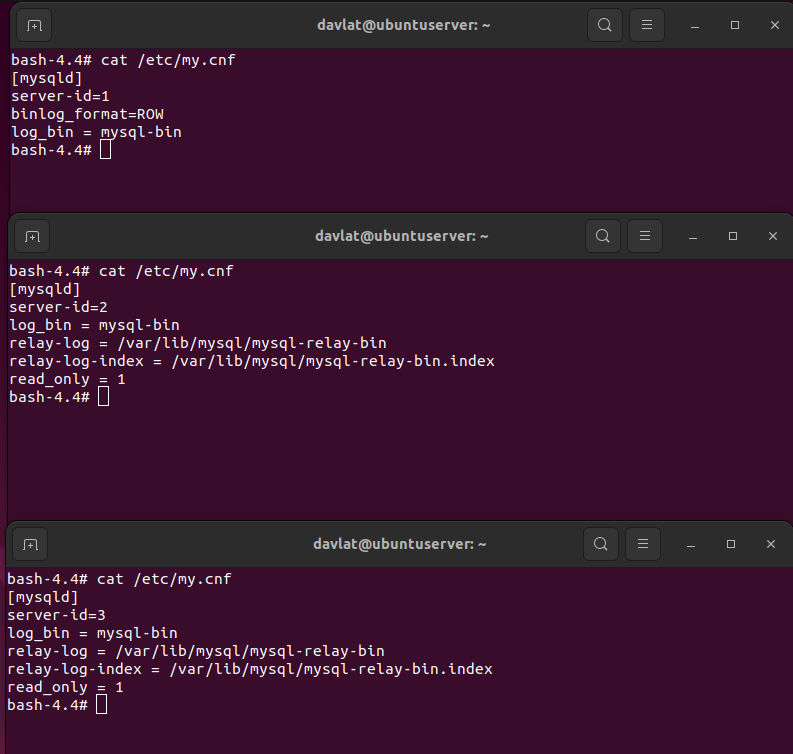 davlat@ubuntuserver: ~
bash-4.4# cat /etc/my.cnf
[mysqld]
server-id=1
binlog_format=ROW
log_bin = mysql-bin
bash-4.4#
davlat@ubuntuserver: ~
bash-4.4# cat /etc/my.cnf
[mysqld]
server-id=2
log_bin = mysql-bin
relay-log = /var/lib/mysql/mysql-relay-bin
relay-log-index = /var/lib/mysql/mysql-relay-bin.index
read_only = 1
bash-4.4#
davlat@ubuntuserver: ~
bash-4.4# cat /etc/my.cnf
[mysqld]
server-id=3
log_bin = mysql-bin
relay-log = /var/lib/mysql/mysql-relay-bin
relay-log-index = /var/lib/mysql/mysql-relay-bin.index
read_only = 1
bash-4.4#